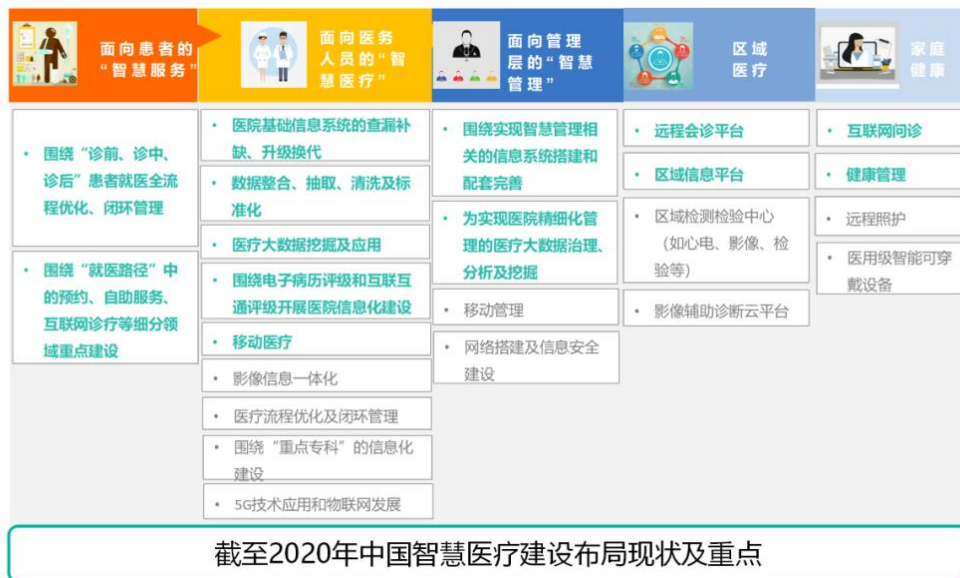 面向患者的
“智慧服务”
面向医务
人员的“智
慧医疗”
面向管理
层的“智慧
管理”
区域
医疗
家庭
健康
• 围绕“诊前、诊中、
诊后”患者就医全流
程优化、闭环管理
• 围绕“就医路径”中
的预约、自助服务、
互联网诊疗等细分领
域重点建设
• 医院基础信息系统的查漏补
缺、升级换代
• 数据整合、抽取、清洗及标
准化
• 医疗大数据挖掘及应用
• 围绕电子病历评级和互联互
通评级开展医院信息化建设
• 移动医疗
• 影像信息一体化
• 医疗流程优化及闭环管理
• 围绕“重点专科”的信息化
建设
• 5G技术应用和物联网发展
• 围绕实现智慧管理相
关的信息系统搭建和
配套完善
• 为实现医院精细化管
理的医疗大数据治理、
分析及挖掘
• 移动管理
• 网络搭建及信息安全
建设
• 远程会诊平台
• 区域信息平台
• 区域检测检验中心
（如心电、影像、检
验等）
• 影像辅助诊断云平台
• 互联网问诊
• 健康管理
• 远程照护
• 医用级智能可穿
戴设备
截至2020年中国智慧医疗建设布局现状及重点